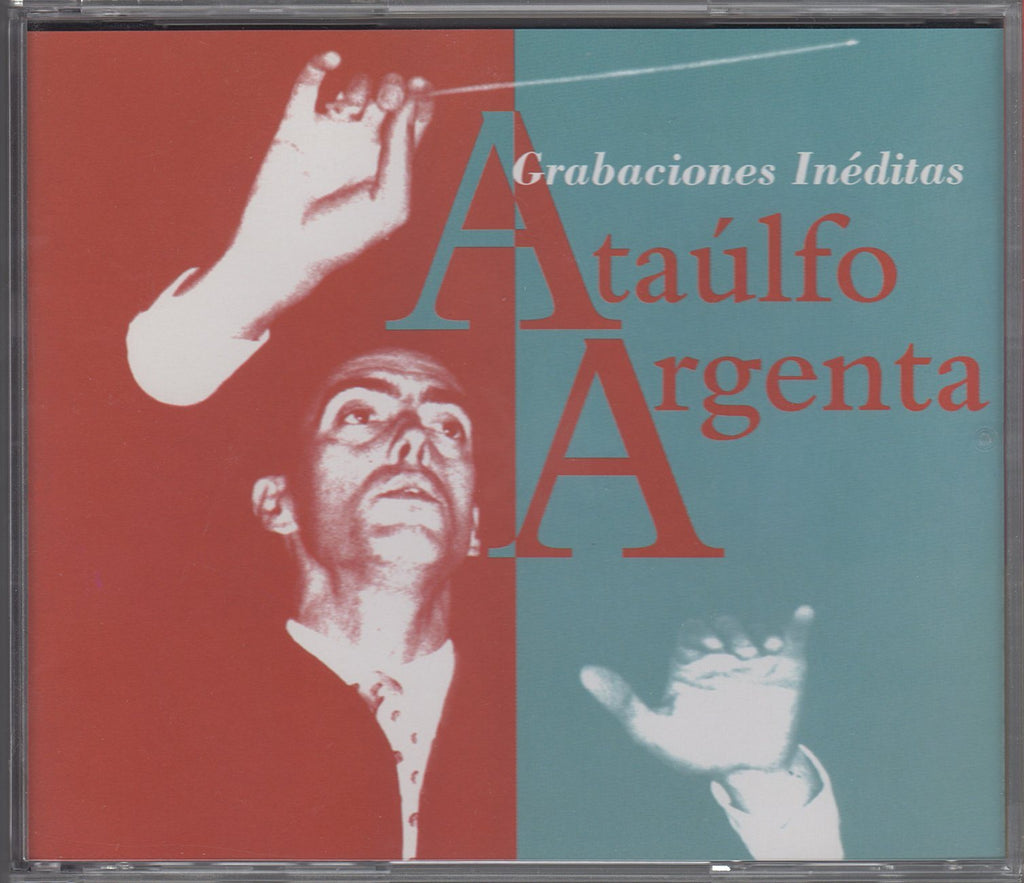 Grabaciones Inéditas
Ataúlfo
Argenta